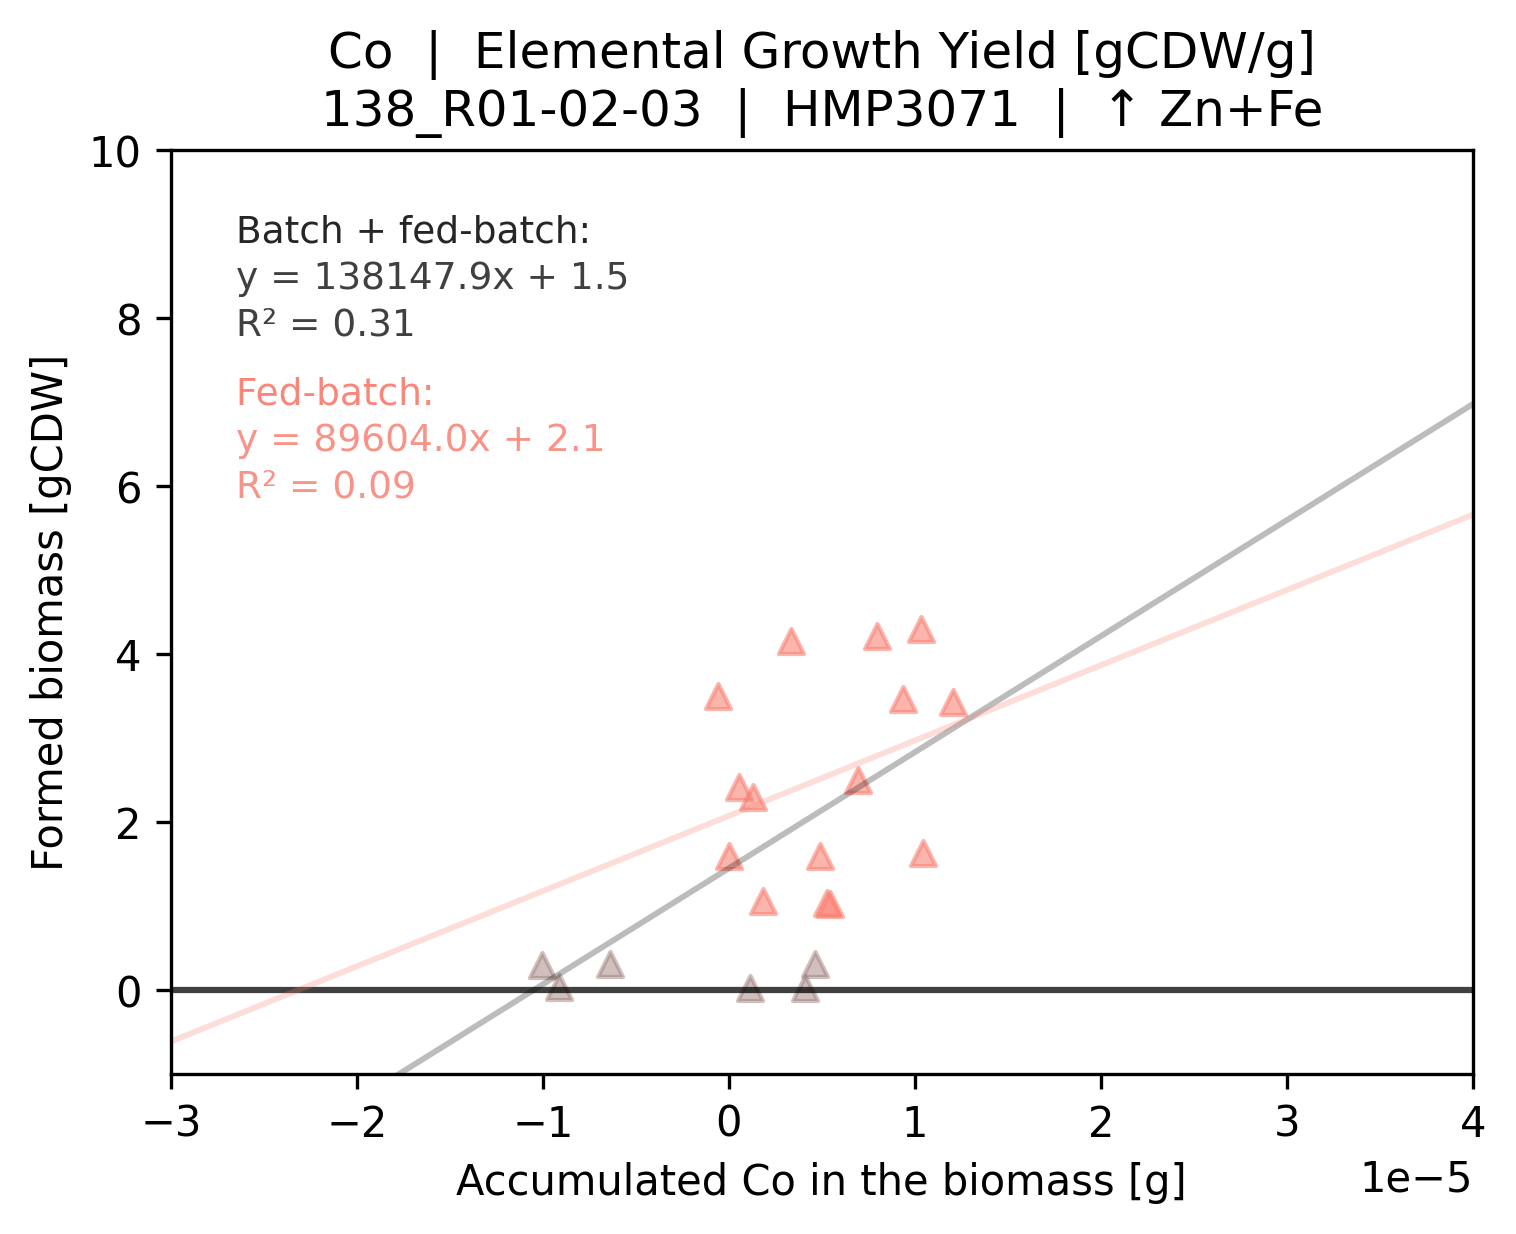 Co | Elemental Growth Yield [gCDW/g]
138_R01-02-03 | HMP3071 | ↑ Zn+Fe
10
8
6
4
2
0
Formed biomass [gCDW]
Batch + fed-batch:
y = 138147.9x + 1.5
R² = 0.31
Fed-batch:
y = 89604.0x + 2.1
R² = 0.09
−3 −2 −1 0 1 2 3 4
Accumulated Co in the biomass [g]
1e−5